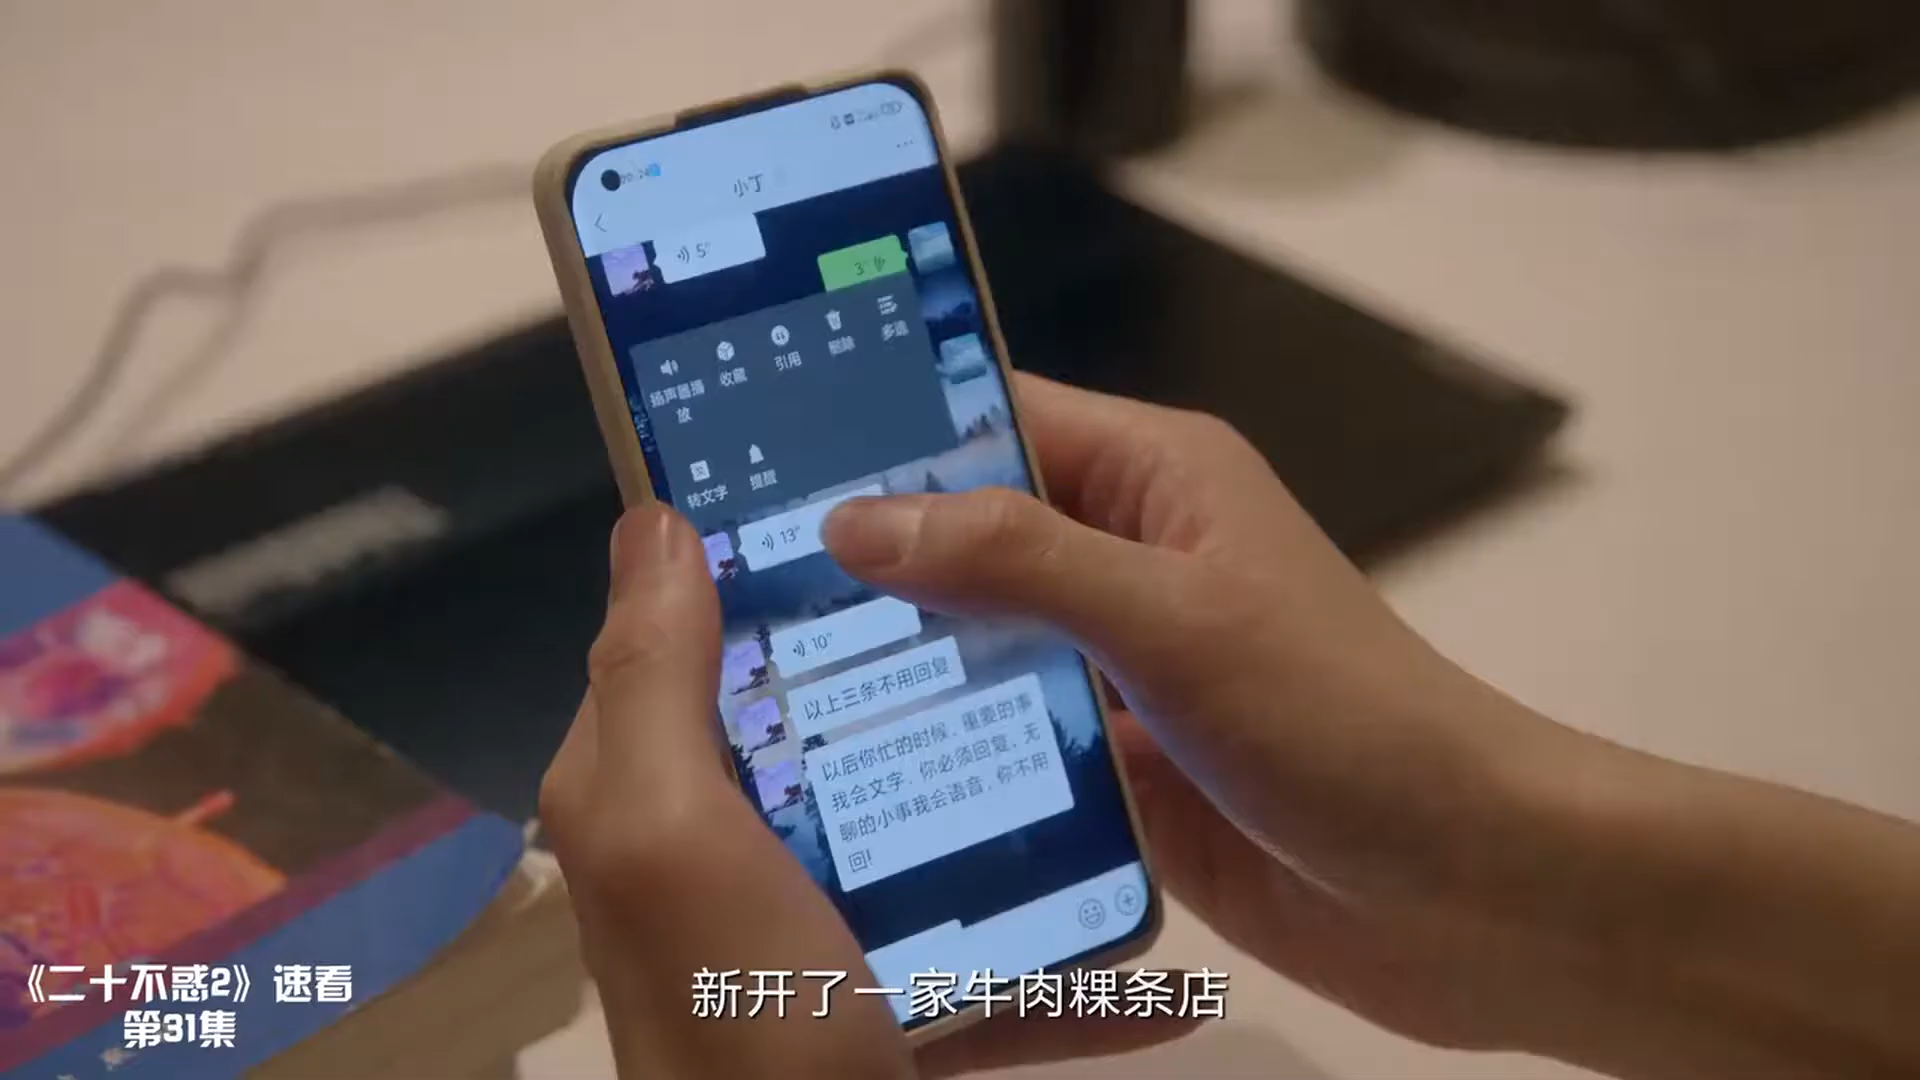 小丁
5"
3"
扬声器播
放
收藏
引用
删除
多选
转文字
提醒
13"
10"
以上三条不用回复
以后你忙的时候，重要的事
我会文字，你必须回复，无
聊的小事我会语音，你不用
回!
《二十不惑2》速看
第31集
新开了一家牛肉粿条店